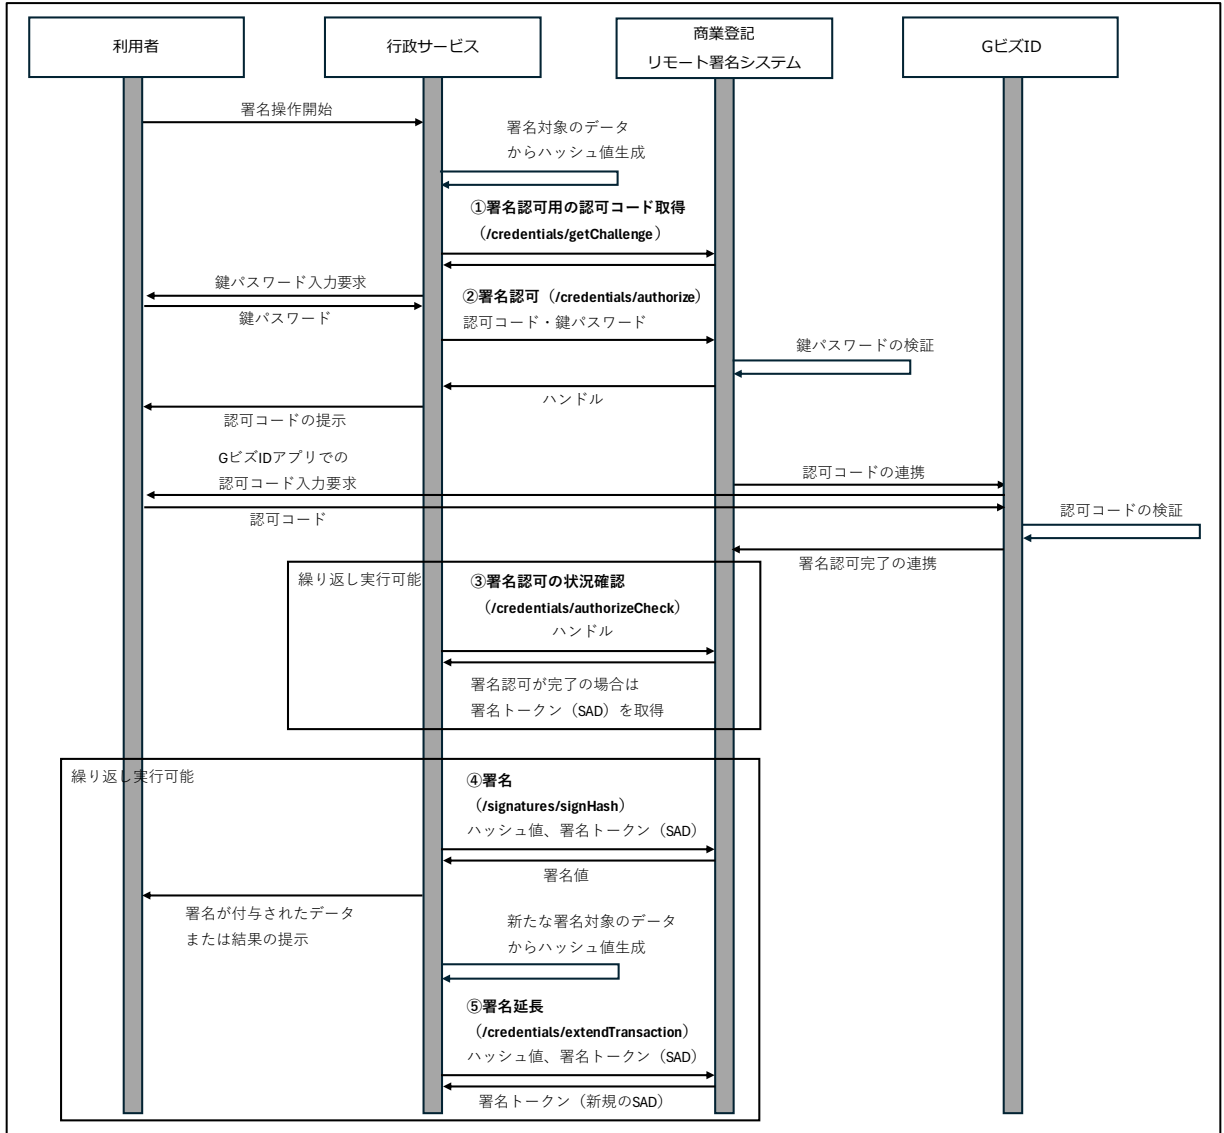 利用者
行政サービス
商業登記
リモート署名システム
GビズID
署名操作開始
署名対象のデータ
からハッシュ値生成
①署名認可用の認可コード取得
（/credentials/getChallenge）
鍵パスワード入力要求
鍵パスワード
②署名認可（/credentials/authorize）
認可コード・鍵パスワード
鍵パスワードの検証
ハンドル
認可コードの提示
GビズIDアプリでの
認可コード入力要求
認可コードの連携
認可コード
認可コードの検証
署名認可完了の連携
繰り返し実行可能
③署名認可の状況確認
（/credentials/authorizeCheck）
ハンドル
署名認可が完了の場合は
署名トークン（SAD）を取得
繰り返し実行可能
④署名
（/signatures/signHash）
ハッシュ値、署名トークン（SAD）
署名値
署名が付与されたデータ
または結果の提示
新たな署名対象のデータ
からハッシュ値生成
⑤署名延長
（/credentials/extendTransaction）
ハッシュ値、署名トークン（SAD）
署名トークン（新規のSAD）